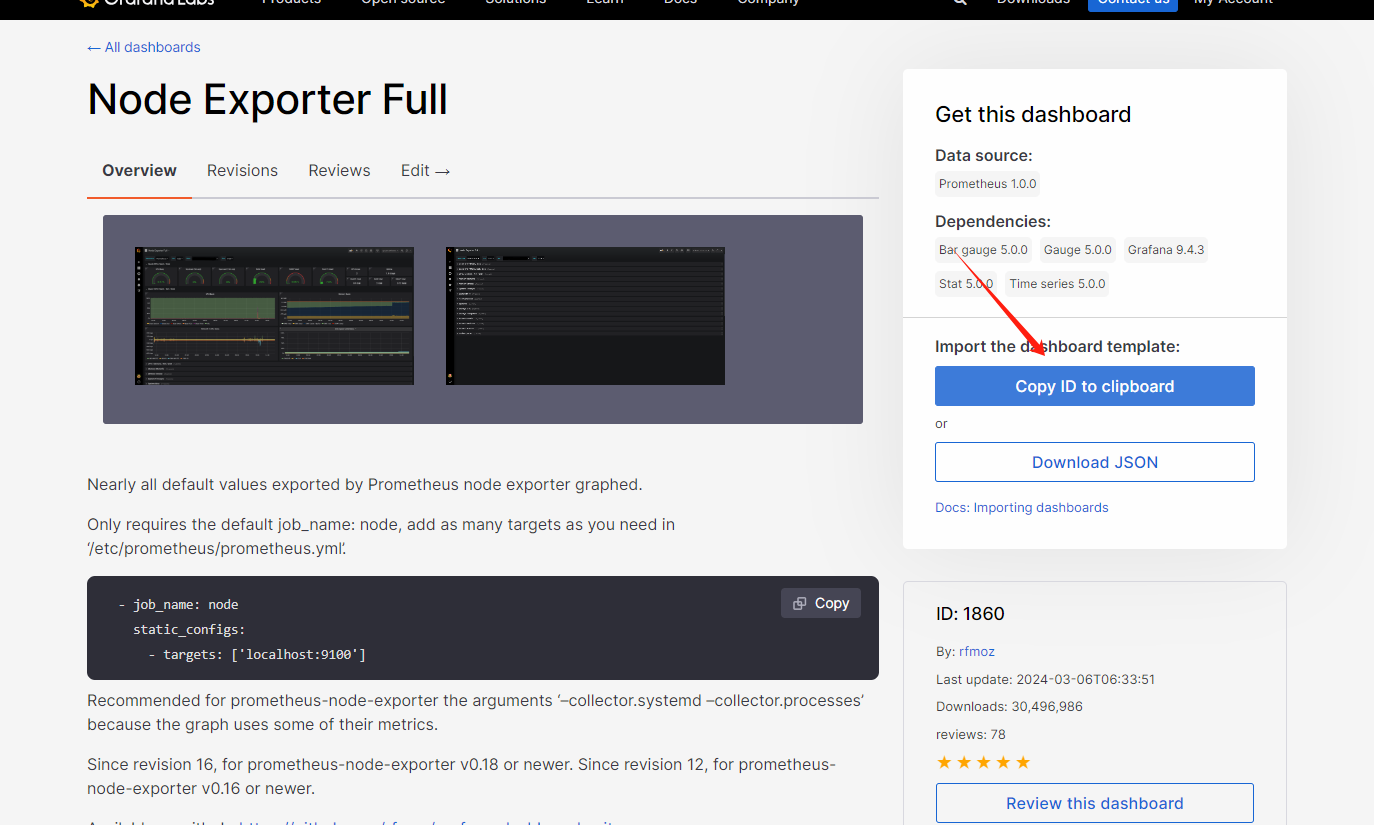 Grafana Labs
Products Open source Solutions Learn Docs Company Downloads Contact us My Account
← All dashboards
Node Exporter Full
Overview Revisions Reviews Edit →
Nearly all default values exported by Prometheus node exporter graphed.
Only requires the default job_name: node, add as many targets as you need in
‘/etc/prometheus/prometheus.yml’.
Copy
- job_name: node
static_configs:
- targets: ['localhost:9100']
Recommended for prometheus-node-exporter the arguments ‘–collector.systemd –collector.processes’
because the graph uses some of their metrics.
Since revision 16, for prometheus-node-exporter v0.18 or newer. Since revision 12, for prometheus-
node-exporter v0.16 or newer.
Get this dashboard
Data source:
Prometheus 1.0.0
Dependencies:
Bar gauge 5.0.0 Gauge 5.0.0 Grafana 9.4.3
Stat 5.0.0 Time series 5.0.0
Import the dashboard template:
Copy ID to clipboard
or
Download JSON
Docs: Importing dashboards
ID: 1860
By: rfmoz
Last update: 2024-03-06T06:33:51
Downloads: 30,496,986
reviews: 78
Review this dashboard